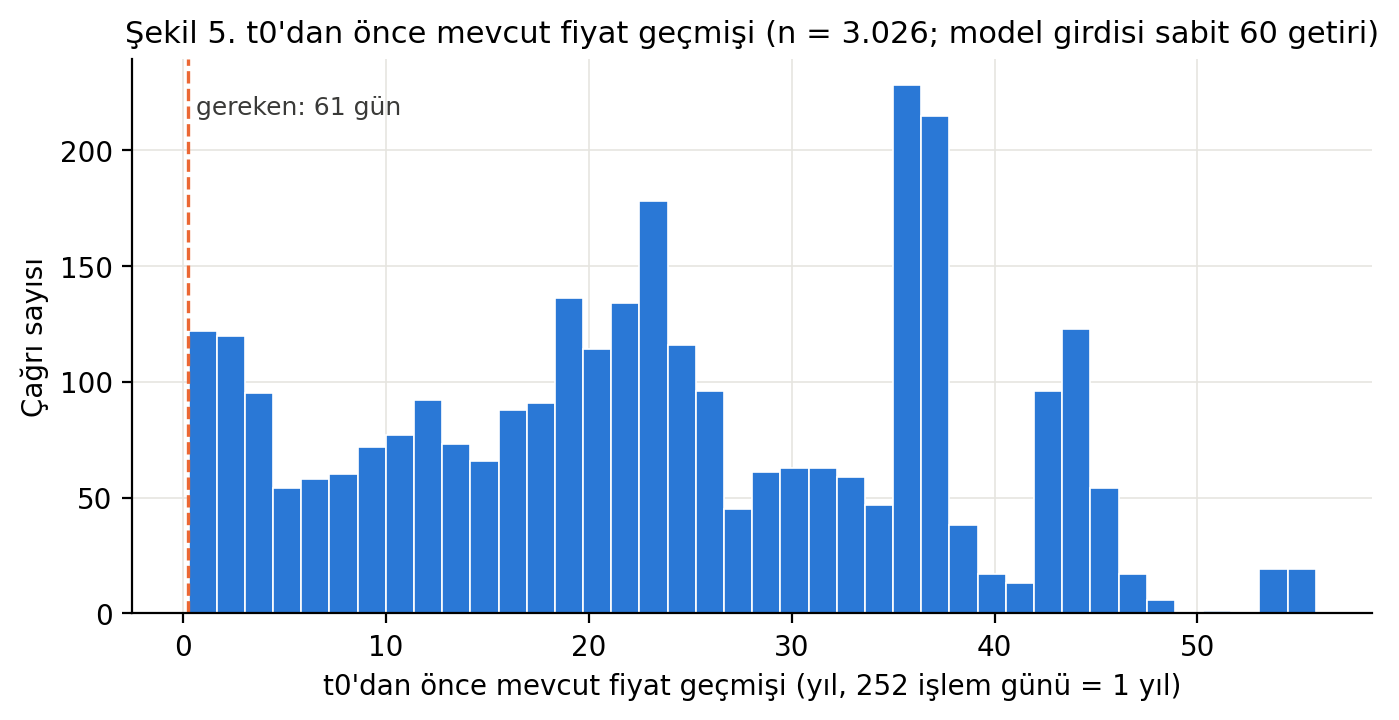 Şekil 5. t0'dan önce mevcut fiyat geçmişi (n = 3.026; model girdisi sabit 60 getiri)
gereken: 61 gün
Çağrı sayısı
200
150
100
50
0
0 10 20 30 40 50
t0'dan önce mevcut fiyat geçmişi (yıl, 252 işlem günü = 1 yıl)